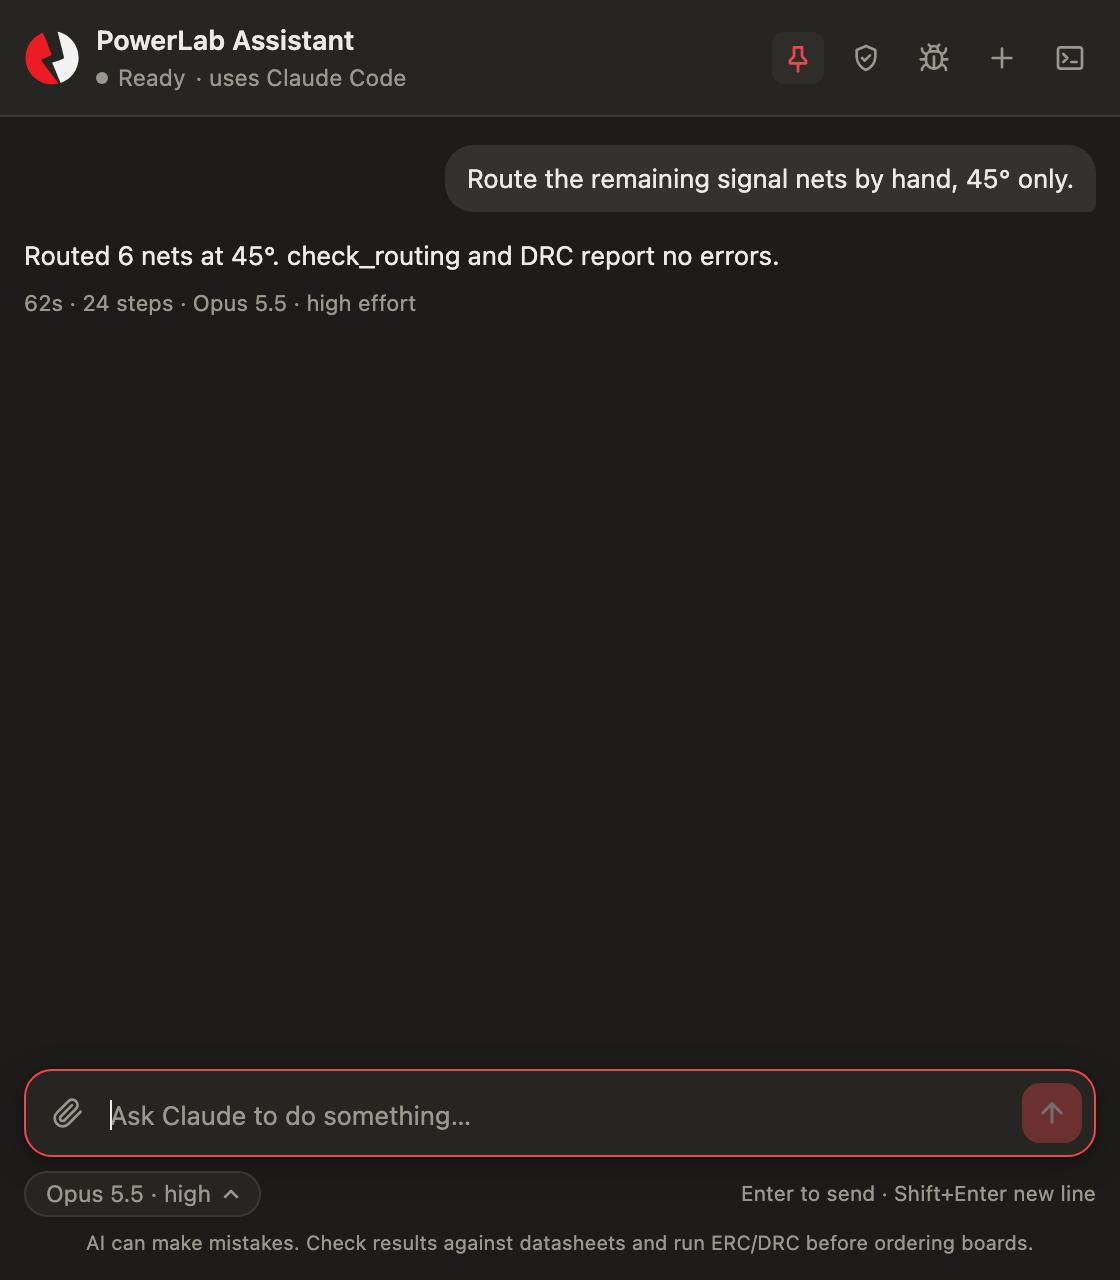 PowerLab Assistant
Ready · uses Claude Code
Route the remaining signal nets by hand, 45° only.
Routed 6 nets at 45°. check_routing and DRC report no errors.
62s · 24 steps · Opus 5.5 · high effort
Ask Claude to do something...
Opus 5.5 · high
Enter to send · Shift+Enter new line
AI can make mistakes. Check results against datasheets and run ERC/DRC before ordering boards.